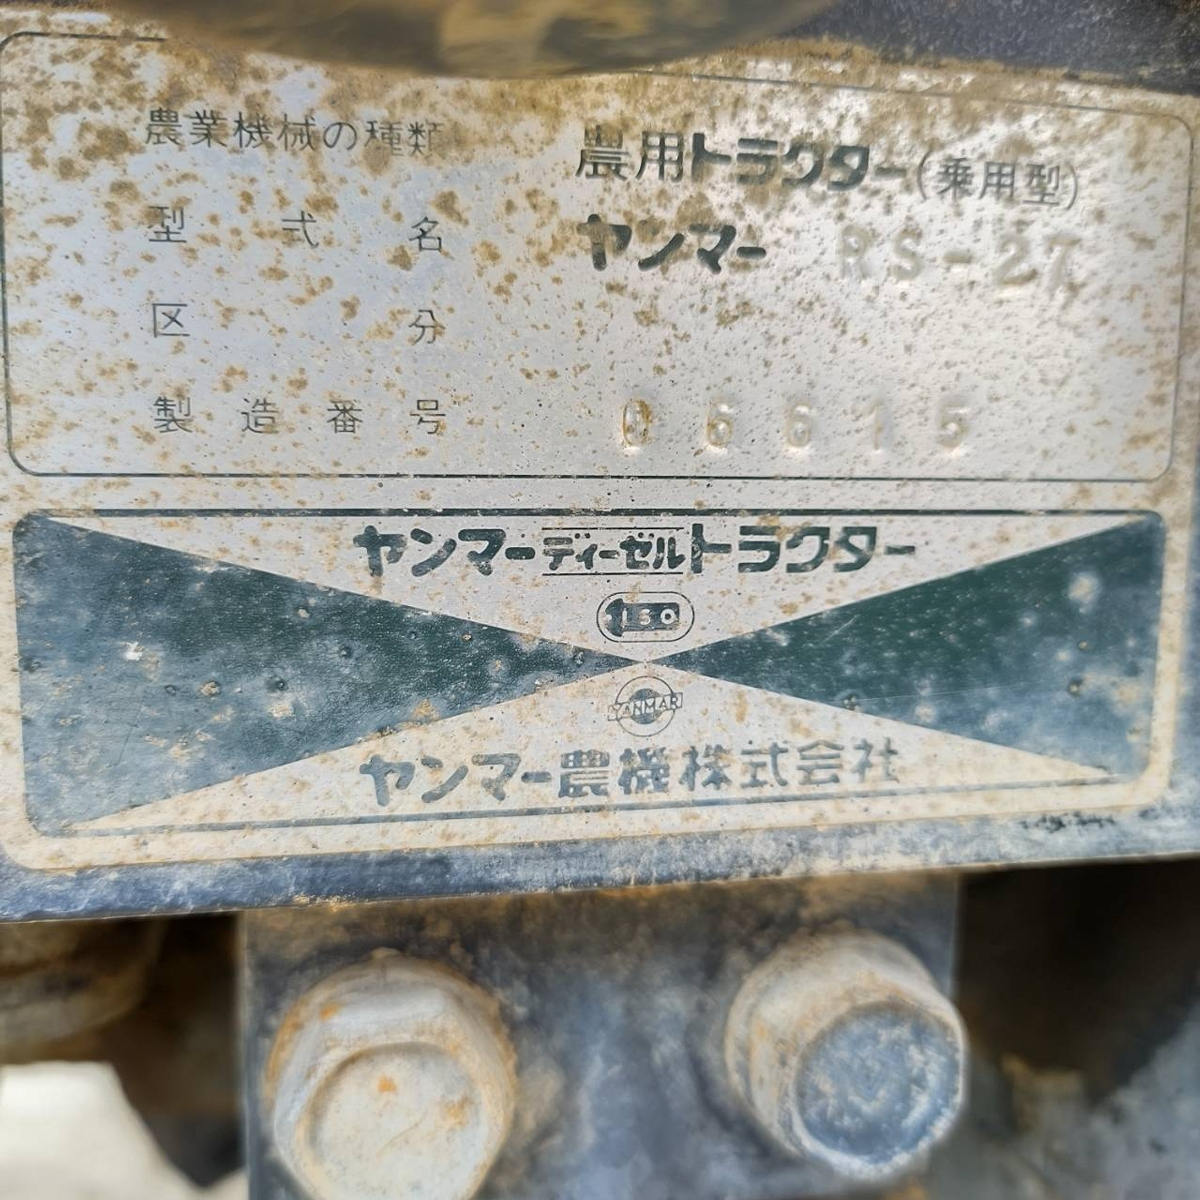 農業機械の種類 農用トラクター(乗用型)
型式名 ヤンマー RS-27
区分
製造番号 06615
ヤンマーディーゼルトラクター
YANMAR
ヤンマー農機株式会社